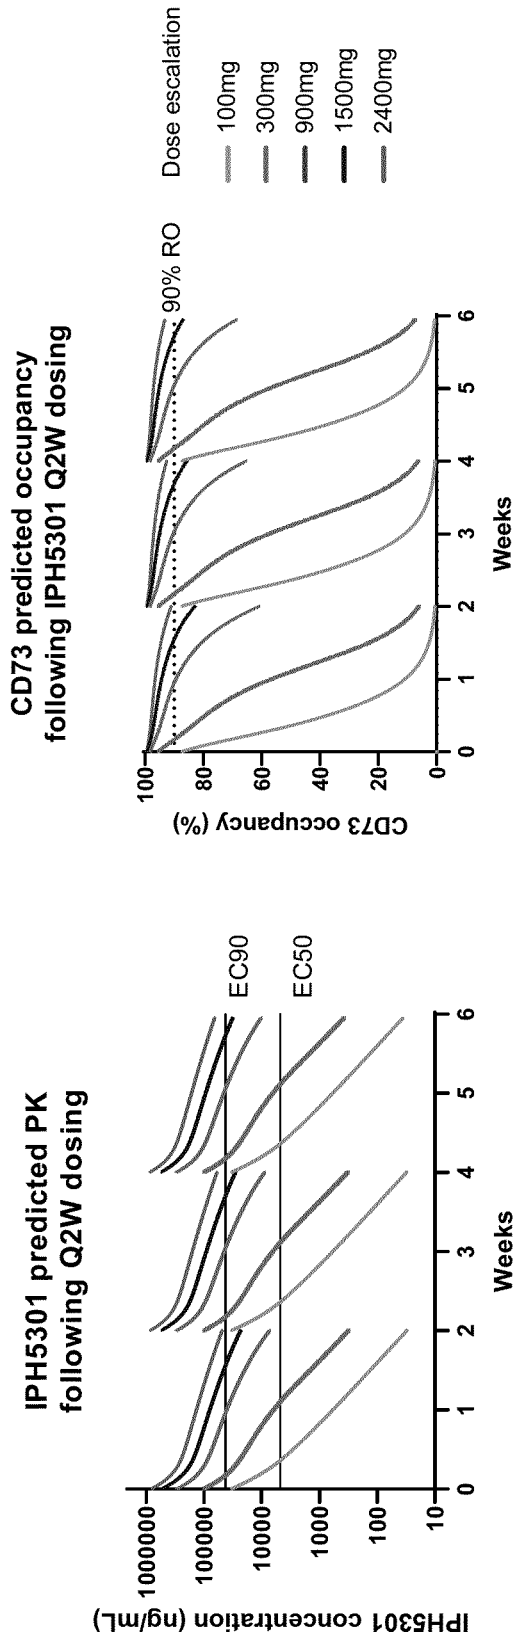 IPH5301 predicted PK
following Q2W dosing
IPH5301 concentration (ng/mL)
1000000
100000
10000
1000
100
10
EC90
EC50
0 1 2 3 4 5 6
Weeks
CD73 predicted occupancy
following IPH5301 Q2W dosing
CD73 occupancy (%)
100
80
60
40
20
0
90% RO
0 1 2 3 4 5 6
Weeks
Dose escalation
100mg
300mg
900mg
1500mg
2400mg